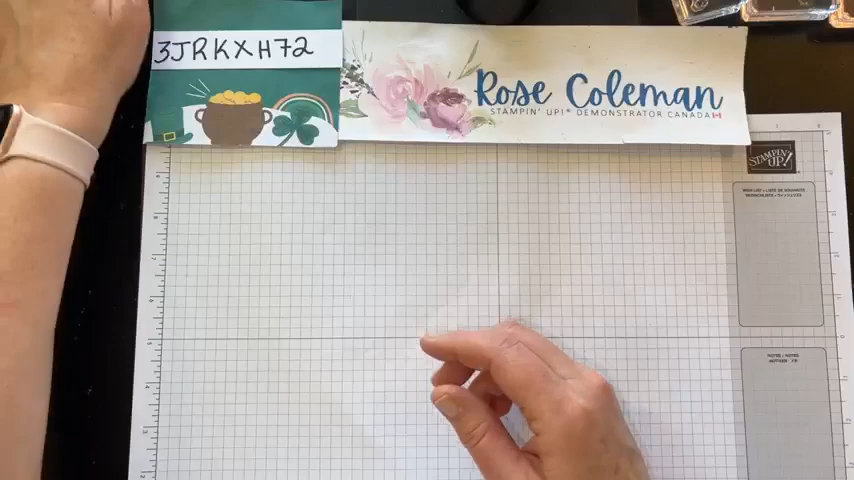 3JRKXH72
Rose Coleman
STAMPIN' UP!® DEMONSTRATOR CANADA
STAMPIN' UP!